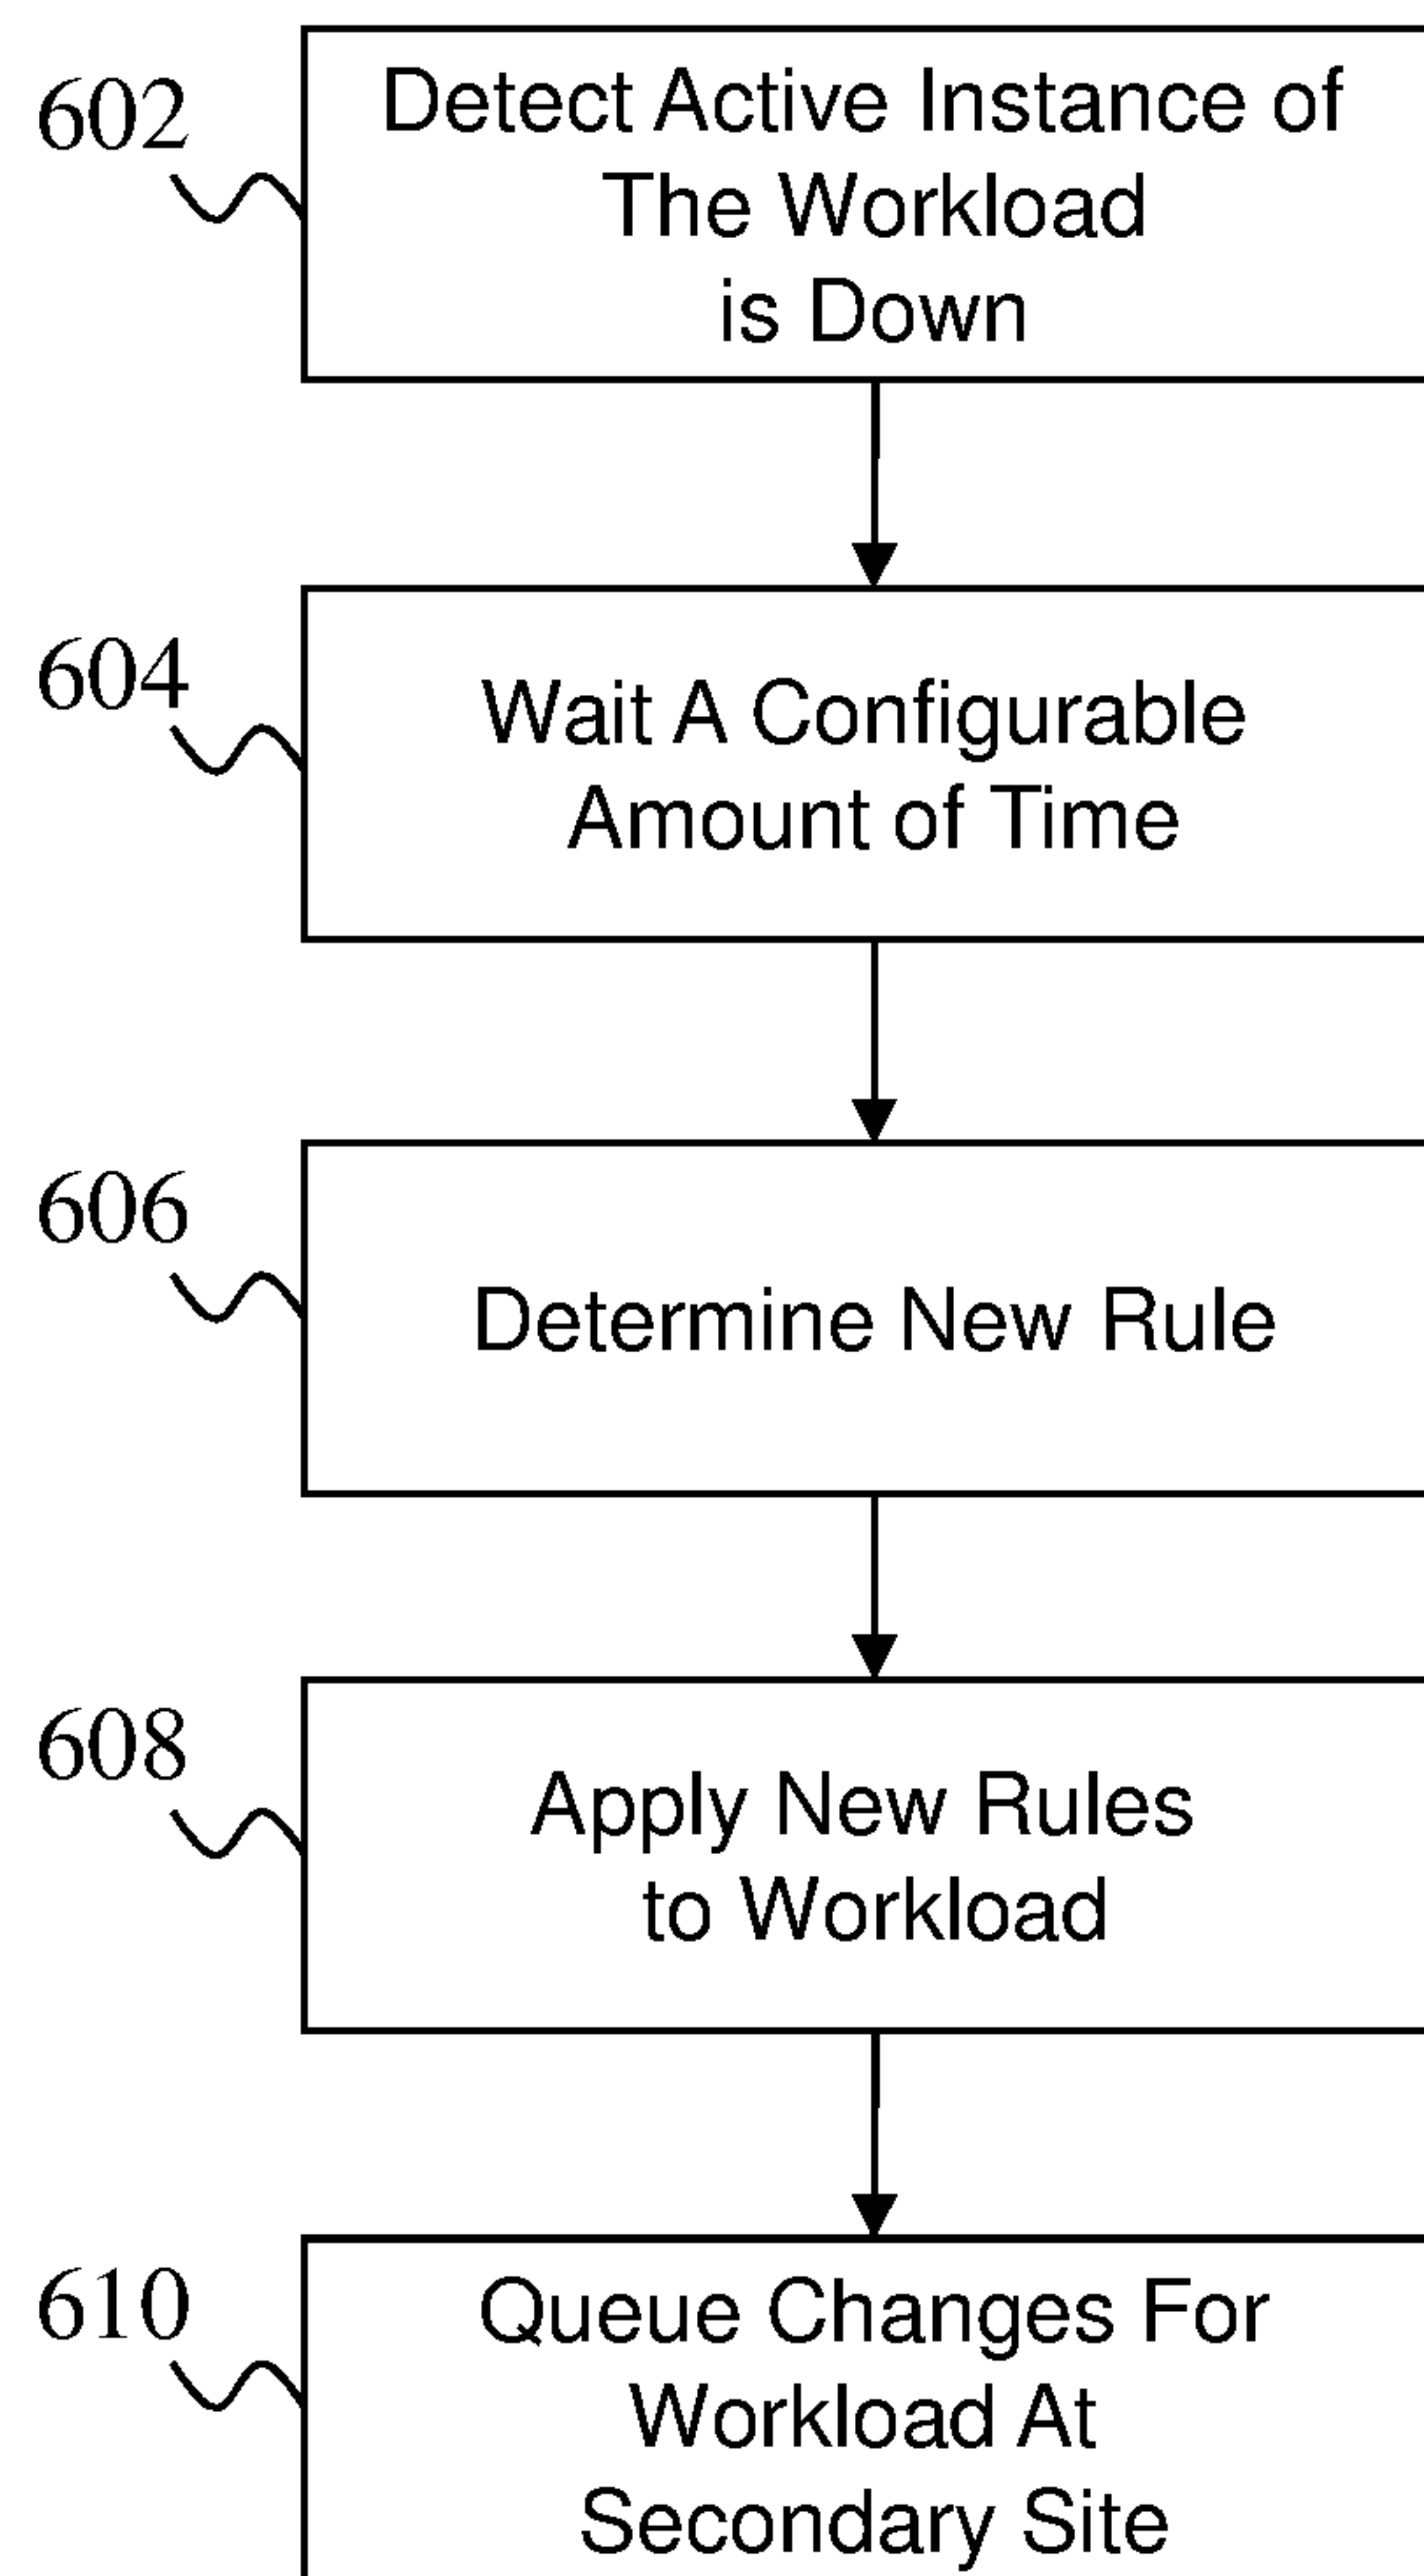 602
Detect Active Instance of
The Workload
is Down
604
Wait A Configurable
Amount of Time
606
Determine New Rule
608
Apply New Rules
to Workload
610
Queue Changes For
Workload At
Secondary Site